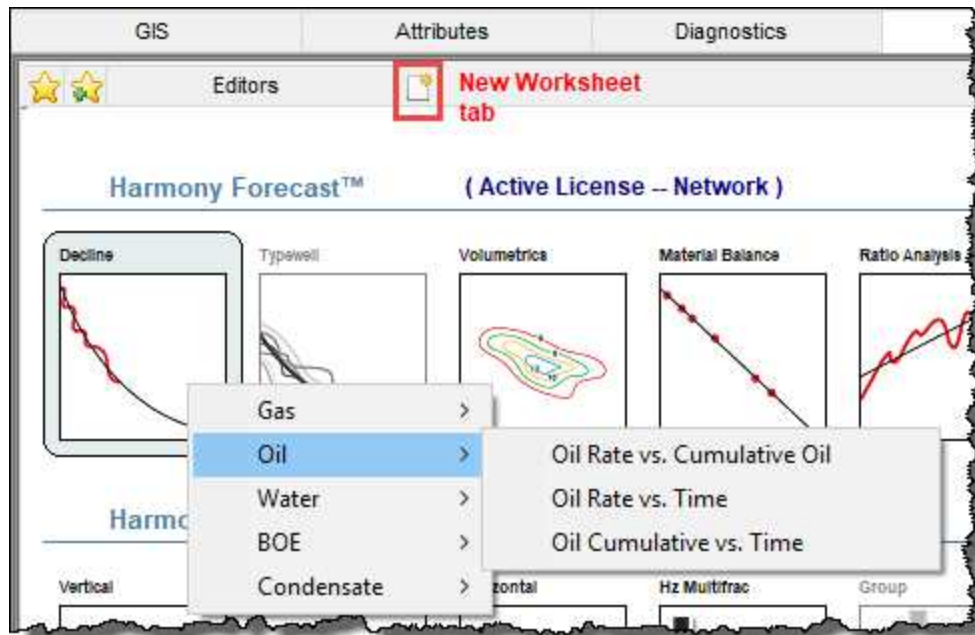 GIS Attributes Diagnostics
Editors New Worksheet
tab
Harmony Forecast™ ( Active License -- Network )
Decline Typewell Volumetrics Material Balance Ratio Analysis
Gas >
Oil > Oil Rate vs. Cumulative Oil
Water > Oil Rate vs. Time
Harmo
BOE > Oil Cumulative vs. Time
Condensate >
Vertical zontal Hz Multifrac Group